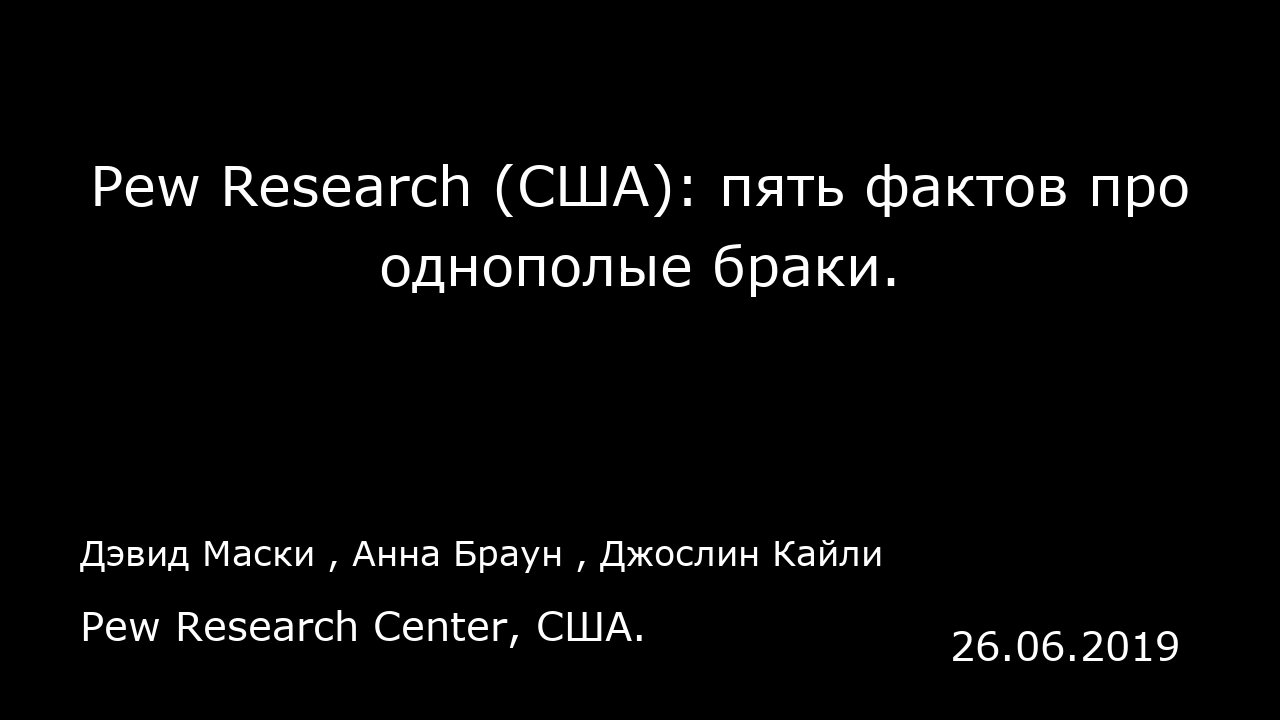 Pew Research (США): пять фактов про
однополые браки.
Дэвид Маски , Анна Браун , Джослин Кайли
Pew Research Center, США.
26.06.2019